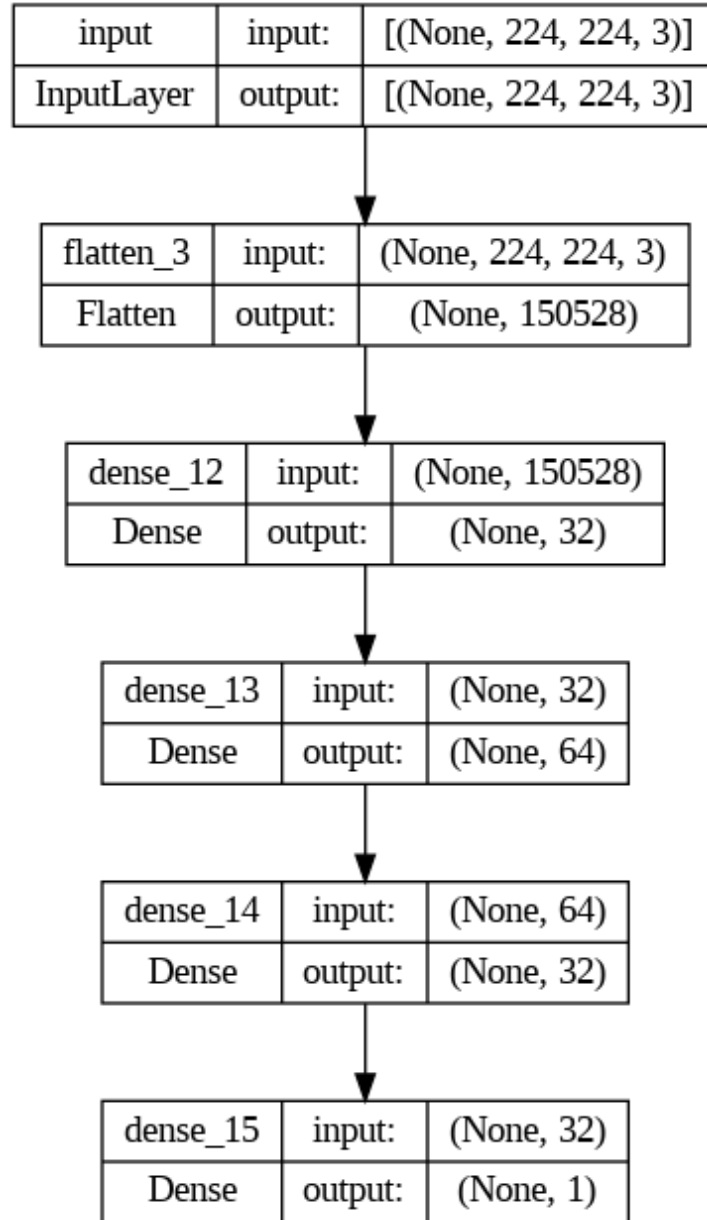 input input: [(None, 224, 224, 3)]
InputLayer output: [(None, 224, 224, 3)]
flatten_3 input: (None, 224, 224, 3)
Flatten output: (None, 150528)
dense_12 input: (None, 150528)
Dense output: (None, 32)
dense_13 input: (None, 32)
Dense output: (None, 64)
dense_14 input: (None, 64)
Dense output: (None, 32)
dense_15 input: (None, 32)
Dense output: (None, 1)